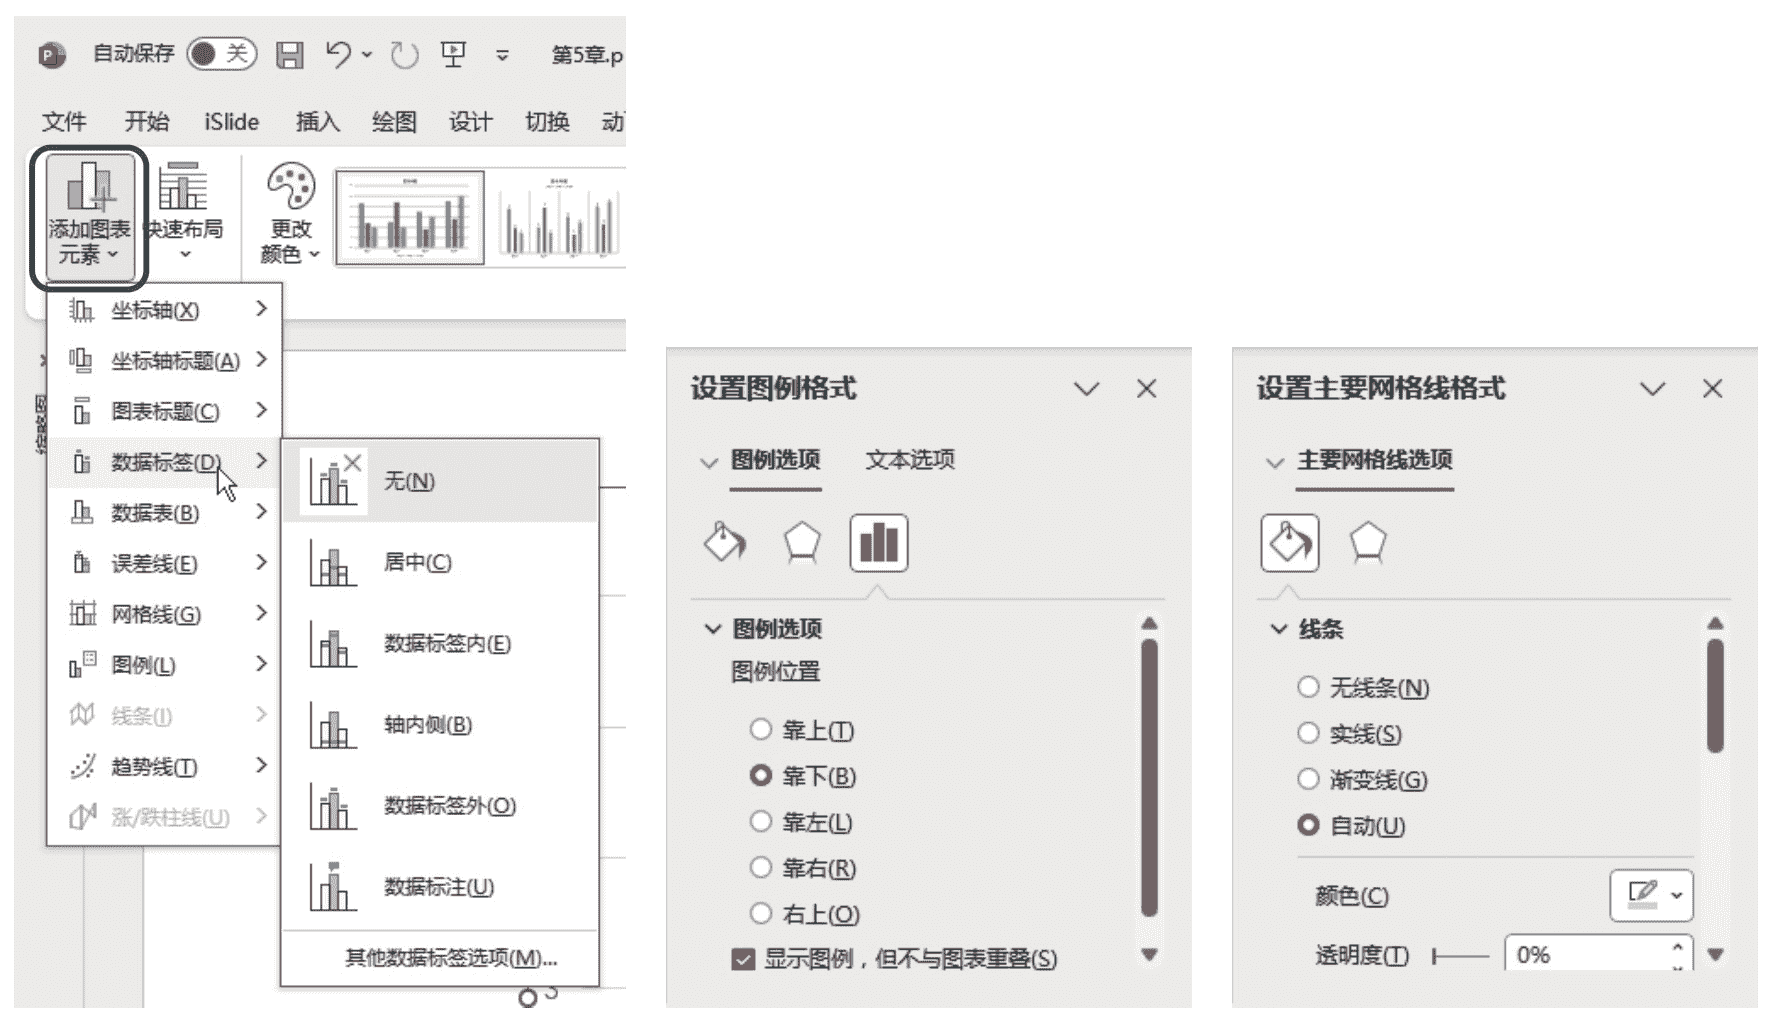 自动保存 关 第5章.p
文件 开始 iSlide 插入 绘图 设计 切换
添加图表
元素
快速布局
更改
颜色
坐标轴(X)
坐标轴标题(A)
图表标题(C)
数据标签(D)
数据表(B)
误差线(E)
网格线(G)
图例(L)
线条(I)
趋势线(T)
涨/跌柱线(U)
无(N)
居中(C)
数据标签内(E)
轴内侧(B)
数据标签外(O)
数据标注(U)
其他数据标签选项(M)...
3
设置图例格式
图例选项 文本选项
图例选项
图例位置
靠上(T)
靠下(B)
靠左(L)
靠右(R)
右上(O)
显示图例，但不与图表重叠(S)
设置主要网格线格式
主要网格线选项
线条
无线条(N)
实线(S)
渐变线(G)
自动(U)
颜色(C)
透明度(T) 0%